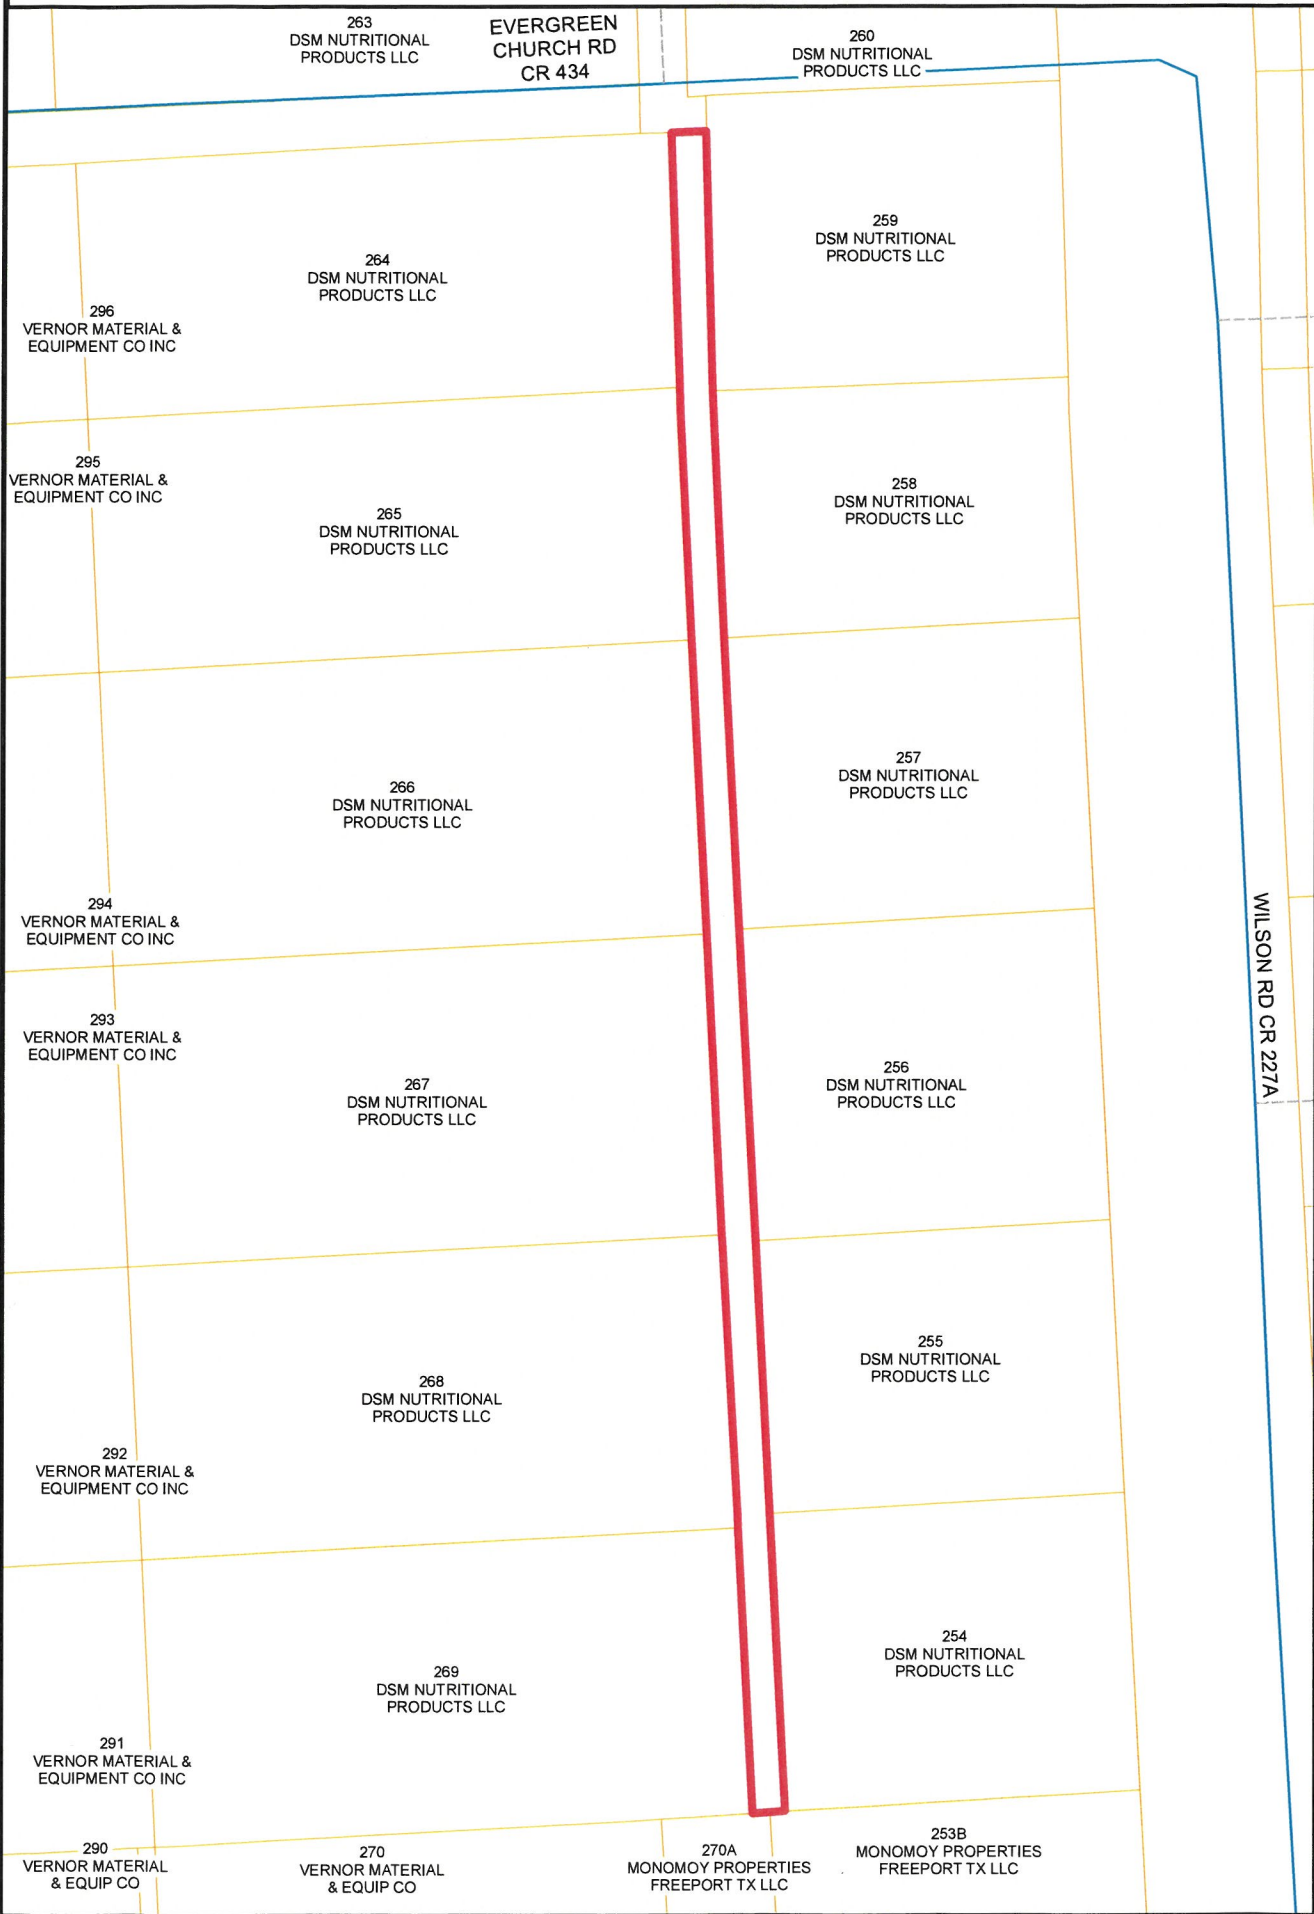 263
DSM NUTRITIONAL
PRODUCTS LLC
EVERGREEN
CHURCH RD
CR 434
260
DSM NUTRITIONAL
PRODUCTS LLC
259
DSM NUTRITIONAL
PRODUCTS LLC
264
DSM NUTRITIONAL
PRODUCTS LLC
296
VERNOR MATERIAL &
EQUIPMENT CO INC
295
VERNOR MATERIAL &
EQUIPMENT CO INC
265
DSM NUTRITIONAL
PRODUCTS LLC
258
DSM NUTRITIONAL
PRODUCTS LLC
266
DSM NUTRITIONAL
PRODUCTS LLC
257
DSM NUTRITIONAL
PRODUCTS LLC
294
VERNOR MATERIAL &
EQUIPMENT CO INC
WILSON RD CR 227A
293
VERNOR MATERIAL &
EQUIPMENT CO INC
267
DSM NUTRITIONAL
PRODUCTS LLC
256
DSM NUTRITIONAL
PRODUCTS LLC
268
DSM NUTRITIONAL
PRODUCTS LLC
255
DSM NUTRITIONAL
PRODUCTS LLC
292
VERNOR MATERIAL &
EQUIPMENT CO INC
269
DSM NUTRITIONAL
PRODUCTS LLC
254
DSM NUTRITIONAL
PRODUCTS LLC
291
VERNOR MATERIAL &
EQUIPMENT CO INC
290
VERNOR MATERIAL
& EQUIP CO
270
VERNOR MATERIAL
& EQUIP CO
270A
MONOMOY PROPERTIES
FREEPORT TX LLC
253B
MONOMOY PROPERTIES
FREEPORT TX LLC